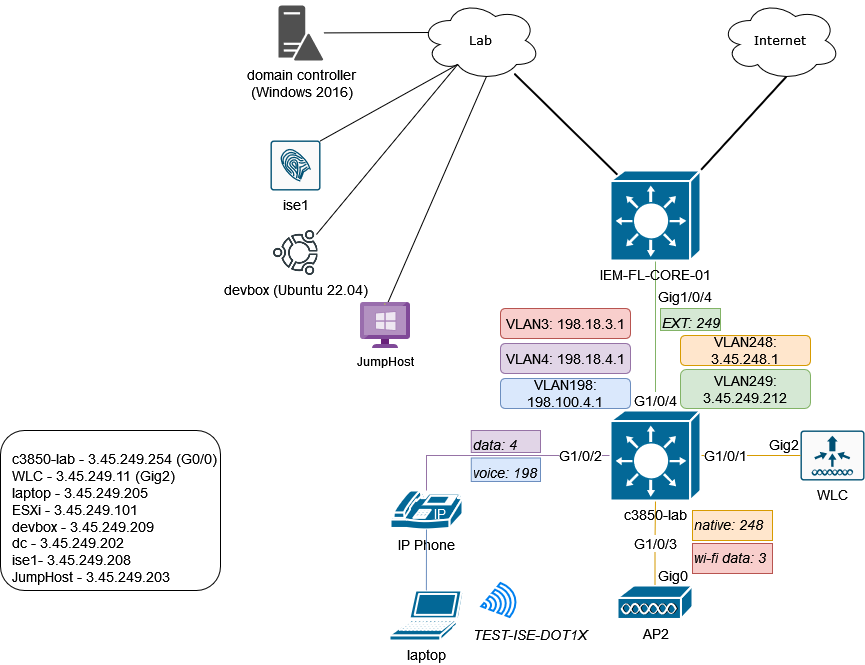 Lab
Internet
domain controller
(Windows 2016)
ise1
devbox (Ubuntu 22.04)
JumpHost
IEM-FL-CORE-01
Gig1/0/4
EXT: 249
VLAN3: 198.18.3.1
VLAN4: 198.18.4.1
VLAN198:
198.100.4.1
VLAN248:
3.45.248.1
VLAN249:
3.45.249.212
G1/0/4
data: 4
voice: 198
G1/0/2
G1/0/1
Gig2
WLC
c3850-lab
c3850-lab - 3.45.249.254 (G0/0)
WLC - 3.45.249.11 (Gig2)
laptop - 3.45.249.205
ESXi - 3.45.249.101
devbox - 3.45.249.209
dc - 3.45.249.202
ise1- 3.45.249.208
JumpHost - 3.45.249.203
IP
IP Phone
native: 248
G1/0/3
wi-fi data: 3
Gig0
AP2
TEST-ISE-DOT1X
laptop